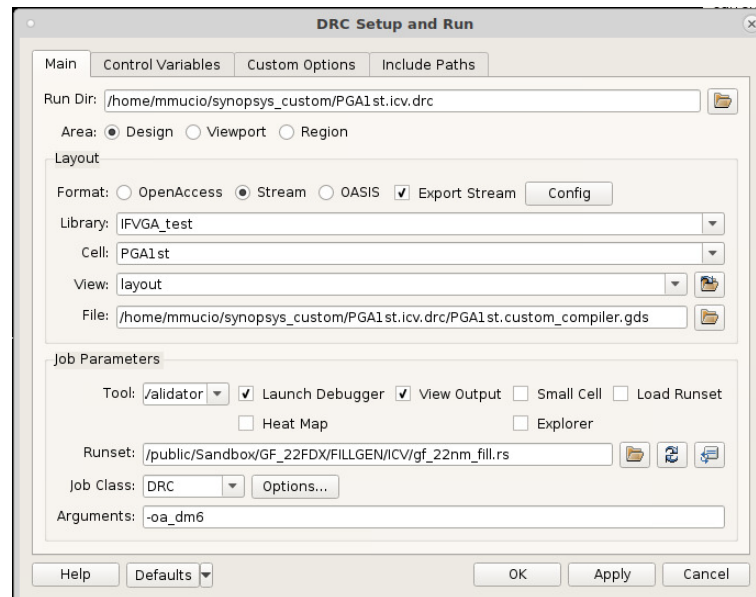 DRC Setup and Run
Main Control Variables Custom Options Include Paths
Run Dir: /home/mmucio/synopsys_custom/PGA1st.icv.drc
Area: Design Viewport Region
Layout
Format: OpenAccess Stream OASIS Export Stream Config
Library: IFVGA_test
Cell: PGA1st
View: layout
File: /home/mmucio/synopsys_custom/PGA1st.icv.drc/PGA1st.custom_compiler.gds
Job Parameters
Tool: /alidator Launch Debugger View Output Small Cell Load Runset
Heat Map Explorer
Runset: /public/Sandbox/GF_22FDX/FILLGEN/ICV/gf_22nm_fill.rs
Job Class: DRC Options...
Arguments: -oa_dm6
Help Defaults OK Apply Cancel